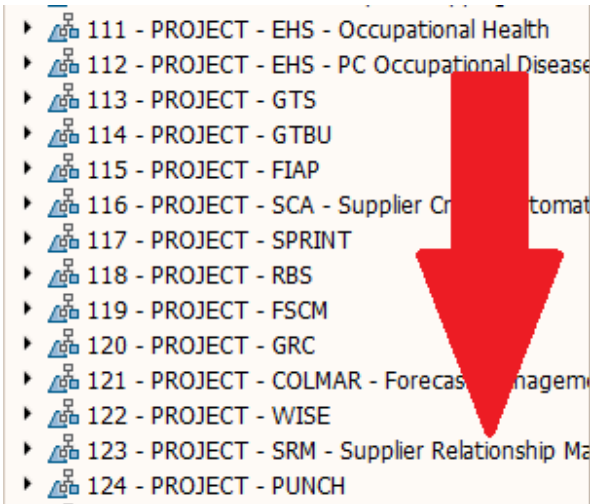 111 - PROJECT - EHS - Occupational Health
112 - PROJECT - EHS - PC Occupational Disease
113 - PROJECT - GTS
114 - PROJECT - GTBU
115 - PROJECT - FIAP
116 - PROJECT - SCA - Supplier
117 - PROJECT - SPRINT
118 - PROJECT - RBS
119 - PROJECT - FSCM
120 - PROJECT - GRC
121 - PROJECT - COLMAR -
122 - PROJECT - WISE
123 - PROJECT - SRM - Supplier Relationship Ma
124 - PROJECT - PUNCH